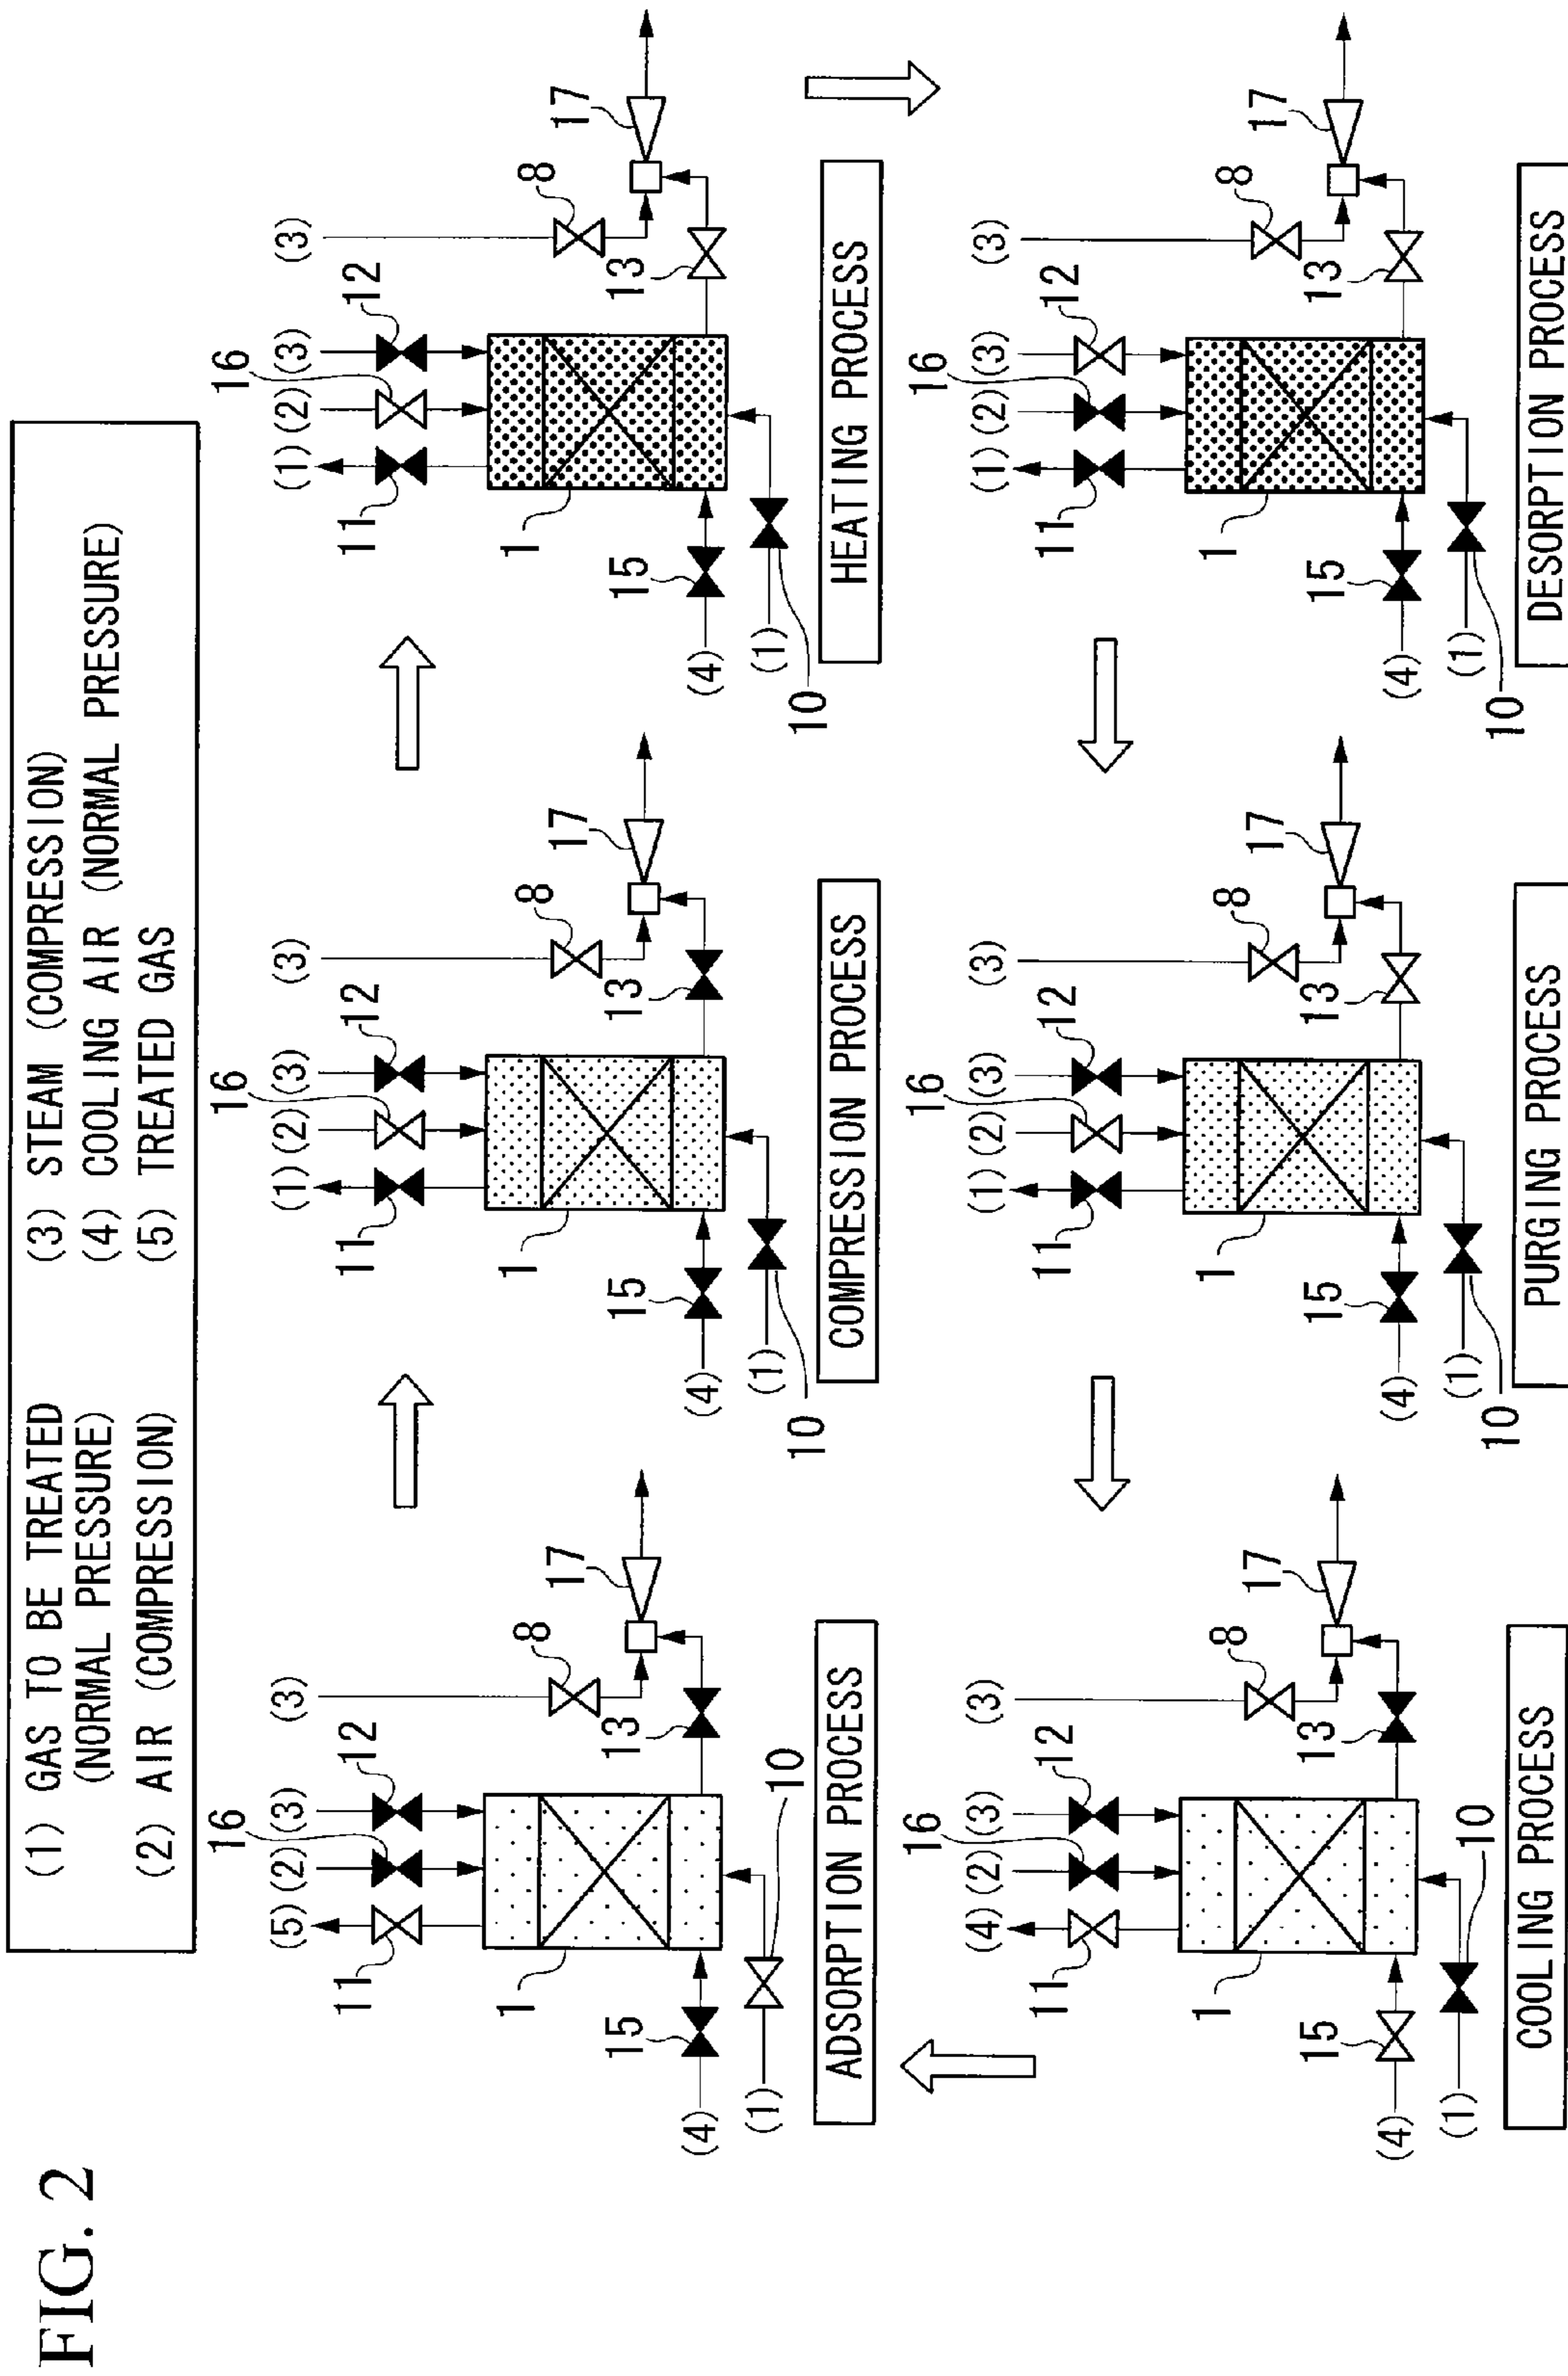 FIG. 2
(1) GAS TO BE TREATED
(NORMAL PRESSURE)
(2) AIR (COMPRESSION)
(3) STEAM (COMPRESSION)
(4) COOLING AIR (NORMAL PRESSURE)
(5) TREATED GAS
(5) (2) (3) (3)
16
11 12 8 17
1 13
15
(4)
(1) 10
ADSORPTION PROCESS
(1) (2) (3) (3)
16
11 12 8 17
1 13
15
(4)
(1)
10
COMPRESSION PROCESS
(1) (2) (3) (3)
16
11 12 8 17
1 13
15
(4)
(1)
10
HEATING PROCESS
(4) (2) (3) (3)
16
11 12 8 17
1 13
15
(4)
(1) 10
COOLING PROCESS
(1) (2) (3) (3)
16
11 12 8 17
1 13
15
(4)
(1)
10
PURGING PROCESS
(1) (2) (3) (3)
16
11 12 8 17
1 13
15
(4)
(1)
10
DESORPTION PROCESS